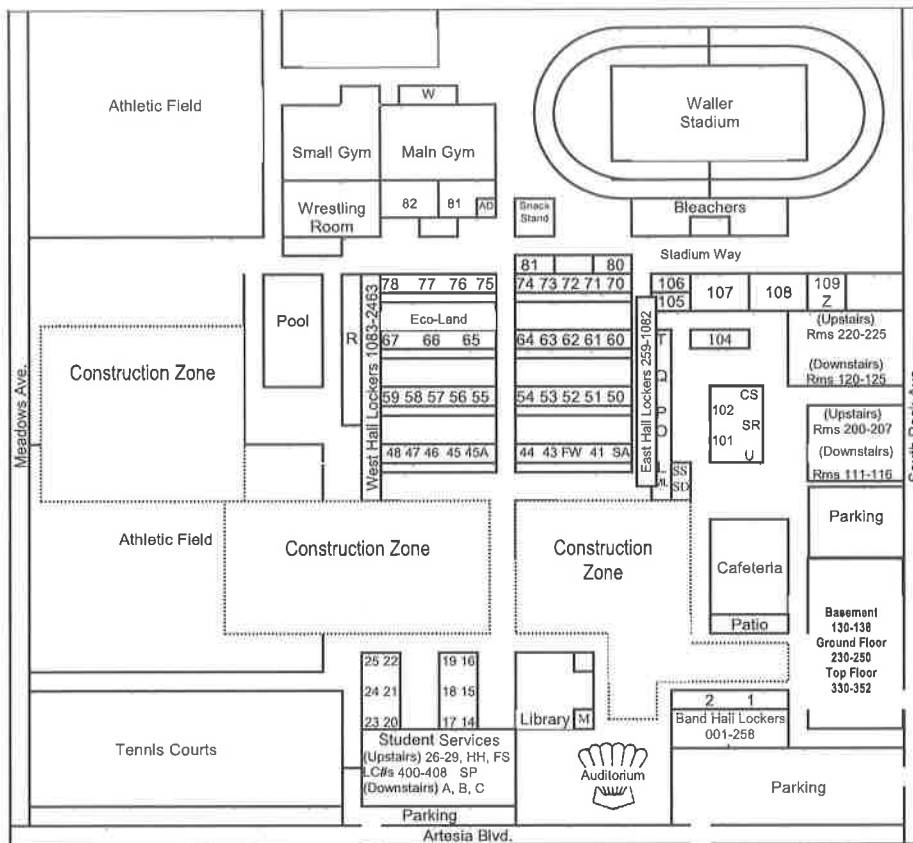 Athletic Field
W
Small Gym
Main Gym
Waller
Stadium
Wrestling
Room
82
81
AD
Snack
Stand
Bleachers
Stadium Way
81
80
78 77 76 75
74 73 72 71 70
106
105
107
108
109
Z
Pool
R
West Hall Lockers 1083-2463
Eco-Land
67 66 65
64 63 62 61 60
East Hall Lockers 259-1082
T
104
(Upstairs)
Rms 220-225
(Downstairs)
Rms 120-125
Construction Zone
Meadows Ave.
59 58 57 56 55
54 53 52 51 50
Q
P
O
CS
102
SR
101
U
(Upstairs)
Rms 200-207
(Downstairs)
Rms 111-116
48 47 46 45 45A
44 43 FW 41 SA
L
ML
SS
SD
Parking
Athletic Field
Construction Zone
Construction
Zone
Cafeteria
Patio
Basement
130-138
Ground Floor
230-250
Top Floor
330-352
25 22
19 16
24 21
18 15
23 20
17 14
Library
M
2 1
Band Hall Lockers
001-258
Tennis Courts
Student Services
(Upstairs) 26-29, HH, FS
LC#s 400-408 SP
(Downstairs) A, B, C
Auditorium
Parking
Parking
Artesia Blvd.